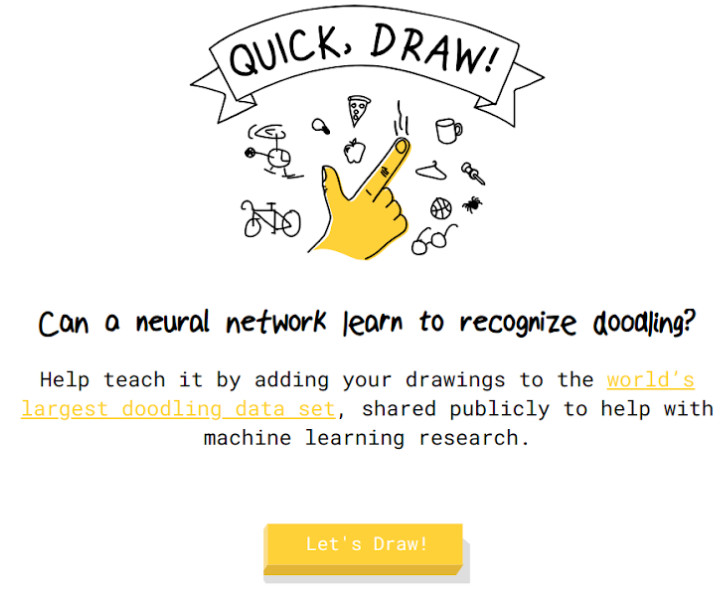 QUICK, DRAW!
Can a neural network learn to recognize doodling?
Help teach it by adding your drawings to the world's
largest doodling data set, shared publicly to help with
machine learning research.
Let's Draw!